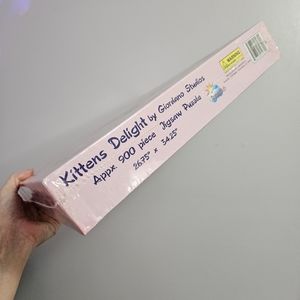 Kittens Delight by Giordano Studios
Appx 900 piece Jigsaw Puzzle
26.75" x 34.25"
WARNING